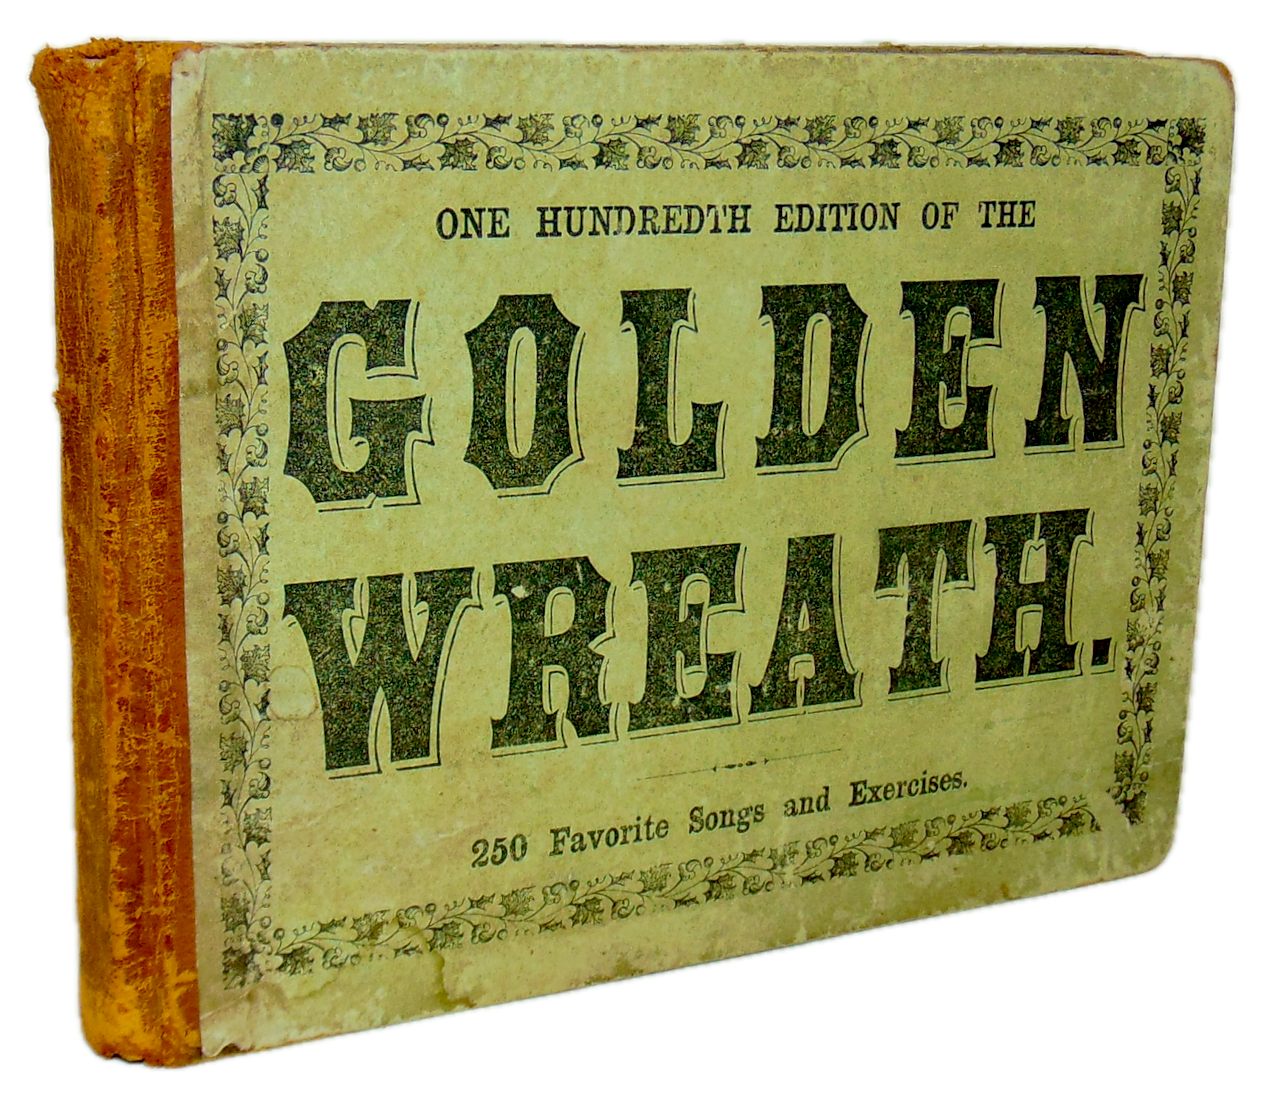 ONE HUNDREDTH EDITION OF THE
GOLDEN
WREATH.
250 Favorite Songs and Exercises.